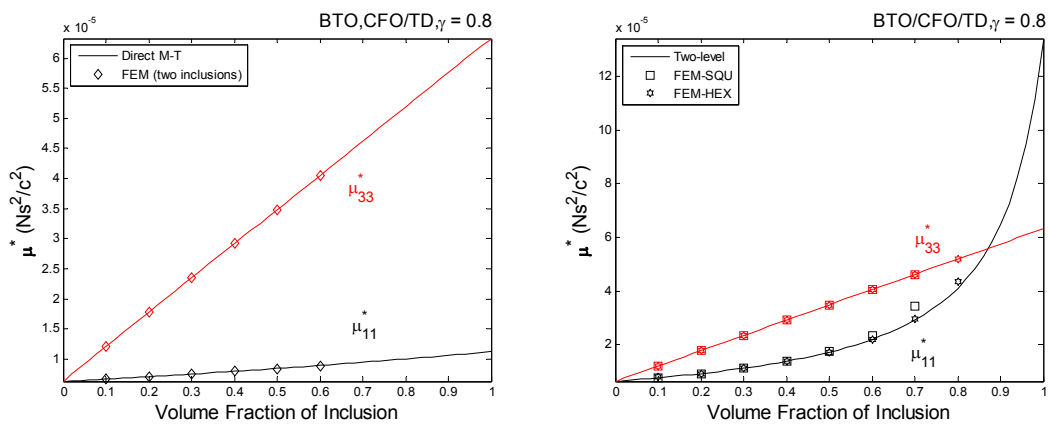 BTO,CFO/TD,γ = 0.8
x 10⁻⁵
Direct M-T
FEM (two inclusions)
6
5.5
5
4.5
4
3.5
3
2.5
2
1.5
1
μ* (Ns²/c²)
μ*₃₃
μ*₁₁
0 0.1 0.2 0.3 0.4 0.5 0.6 0.7 0.8 0.9 1
Volume Fraction of Inclusion
BTO/CFO/TD,γ = 0.8
x 10⁻⁵
Two-level
FEM-SQU
FEM-HEX
12
10
8
6
4
2
μ* (Ns²/c²)
μ*₃₃
μ*₁₁
0 0.1 0.2 0.3 0.4 0.5 0.6 0.7 0.8 0.9 1
Volume Fraction of Inclusion